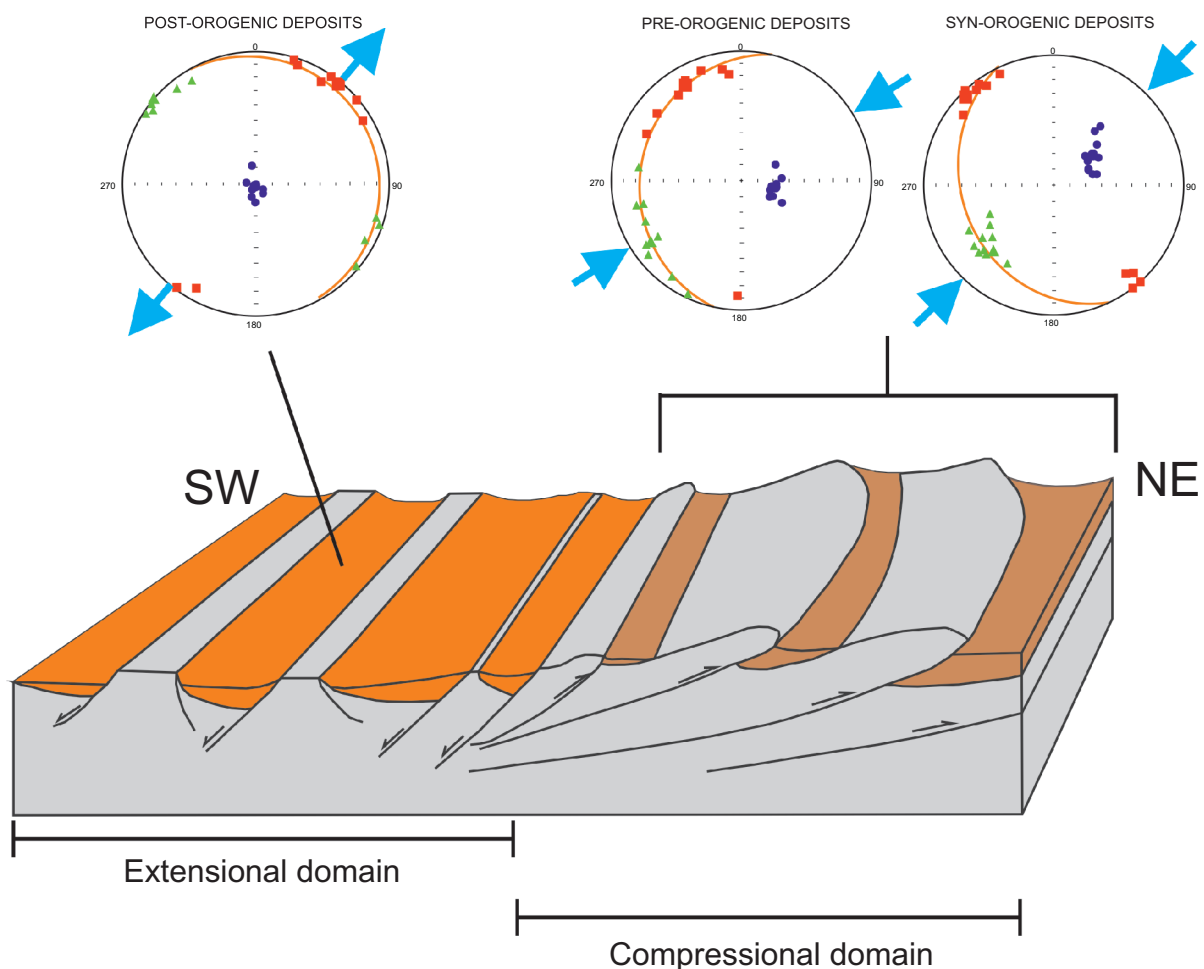 POST-OROGENIC DEPOSITS
PRE-OROGENIC DEPOSITS
SYN-OROGENIC DEPOSITS
0
270
90
180
0
270
90
180
0
270
90
180
SW
NE
Extensional domain
Compressional domain